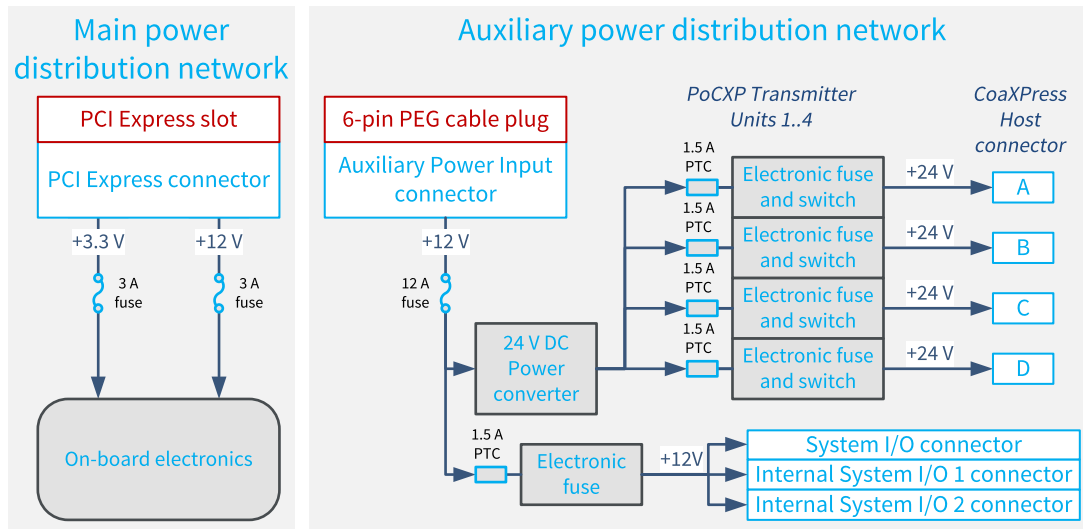 Main power
distribution network
PCI Express slot
PCI Express connector
+3.3 V
+12 V
3 A
fuse
3 A
fuse
On-board electronics
Auxiliary power distribution network
6-pin PEG cable plug
Auxiliary Power Input
connector
+12 V
12 A
fuse
24 V DC
Power
converter
PoCXP Transmitter
Units 1..4
CoaXPress
Host
connector
1.5 A
PTC
Electronic fuse
and switch
+24 V
A
1.5 A
PTC
Electronic fuse
and switch
+24 V
B
1.5 A
PTC
Electronic fuse
and switch
+24 V
C
1.5 A
PTC
Electronic fuse
and switch
+24 V
D
1.5 A
PTC
Electronic
fuse
+12V
System I/O connector
Internal System I/O 1 connector
Internal System I/O 2 connector